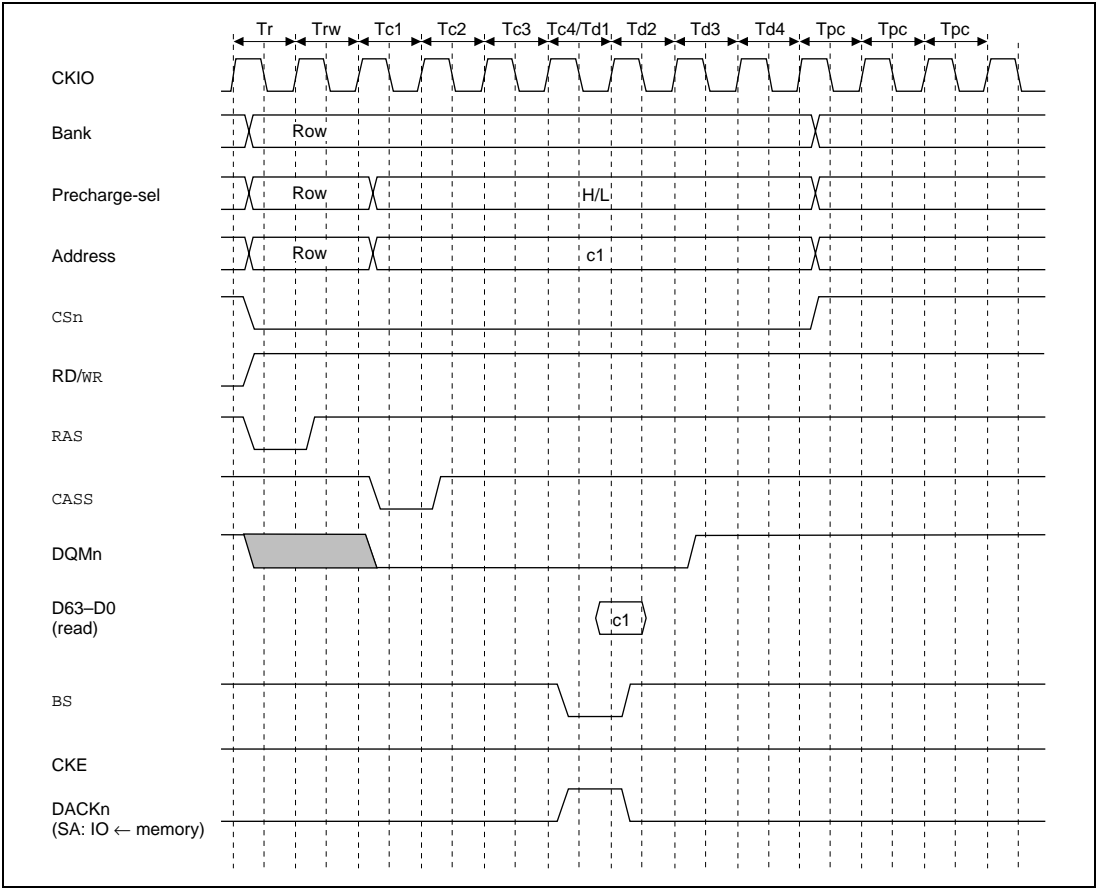 Tr Trw Tc1 Tc2 Tc3 Tc4/Td1 Td2 Td3 Td4 Tpc Tpc Tpc
CKIO
Bank Row
Precharge-sel Row H/L
Address Row c1
CSn
RD/WR
RAS
CASS
DQMn
D63–D0
(read) c1
BS
CKE
DACKn
(SA: IO ← memory)